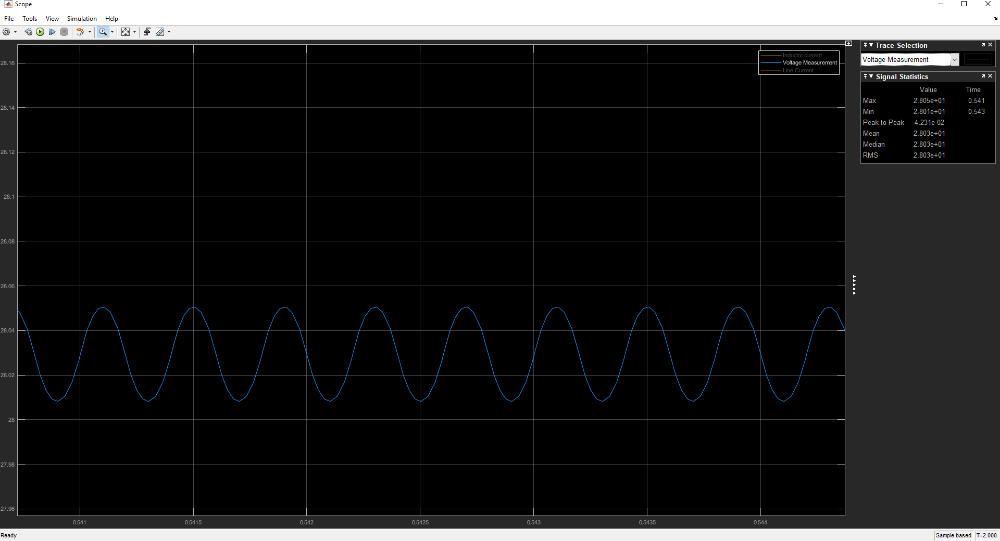 Scope
File Tools View Simulation Help
28.16
28.14
28.12
28.1
28.08
28.06
28.04
28.02
28
27.98
27.96
0.541 0.5415 0.542 0.5425 0.543 0.5435 0.544
Inductor current
Voltage Measurement
Line Current
Trace Selection
Voltage Measurement
Signal Statistics
Value Time
Max 2.805e+01 0.541
Min 2.801e+01 0.543
Peak to Peak 4.231e-02
Mean 2.803e+01
Median 2.803e+01
RMS 2.803e+01
Ready
Sample based T=2.000